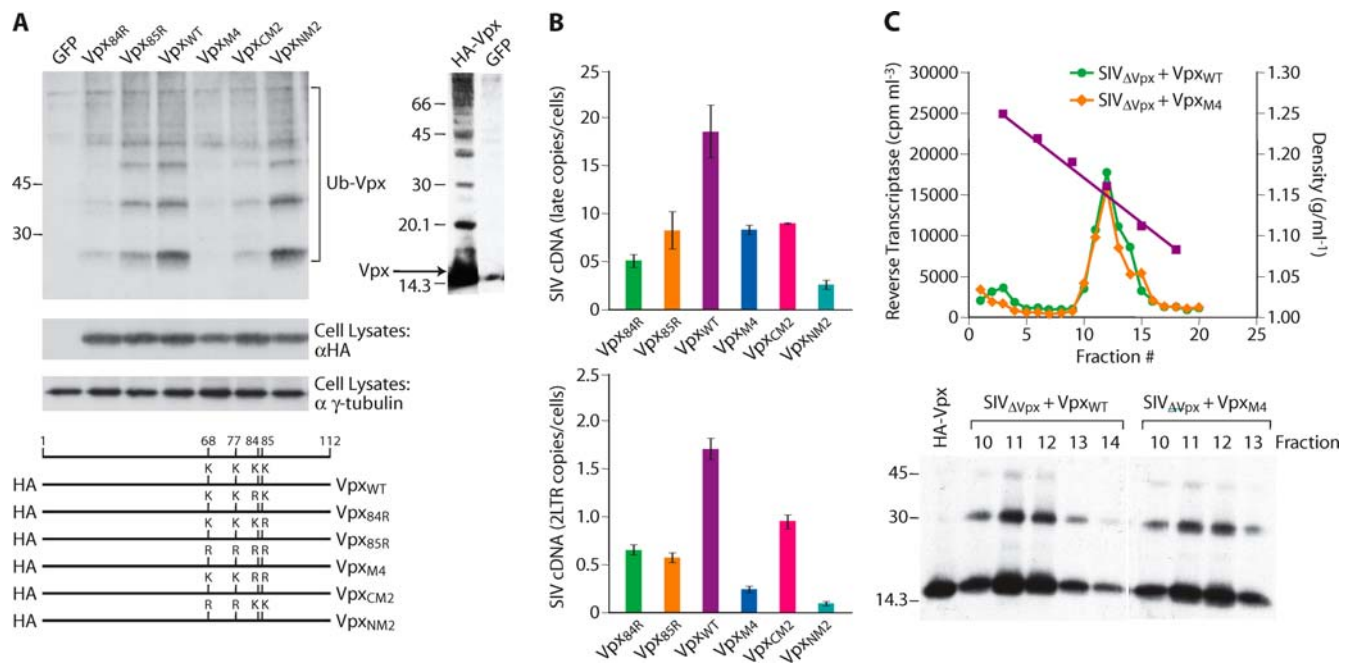 A
GFP
Vpx84R
Vpx85R
VpxWT
VpxM4
VpxCM2
VpxNM2
45
30
Ub-Vpx
HA-Vpx
GFP
66
45
30
20.1
Vpx
14.3
Cell Lysates:
αHA
Cell Lysates:
α γ-tubulin
1 68 77 84 85 112
K K K K
HA VpxWT
K K R K
HA Vpx84R
K K K R
HA Vpx85R
R R R R
HA VpxM4
K K R R
HA VpxCM2
R R K K
HA VpxNM2
B
SIV cDNA (late copies/cells)
25
20
15
10
5
0
Vpx84R
Vpx85R
VpxWT
VpxM4
VpxCM2
VpxNM2
SIV cDNA (2LTR copies/cells)
2.5
2.0
1.5
1.0
0.5
0
Vpx84R
Vpx85R
VpxWT
VpxM4
VpxCM2
VpxNM2
C
SIVΔVpx + VpxWT
SIVΔVpx + VpxM4
Reverse Transcriptase (cpm ml-3)
30000
25000
20000
15000
10000
5000
0
1.30
1.25
1.20
1.15
1.10
1.05
1.00
Density (g/ml-1)
0 5 10 15 20 25
Fraction #
HA-Vpx
SIVΔVpx + VpxWT
SIVΔVpx + VpxM4
10 11 12 13 14
10 11 12 13
Fraction
45
30
14.3